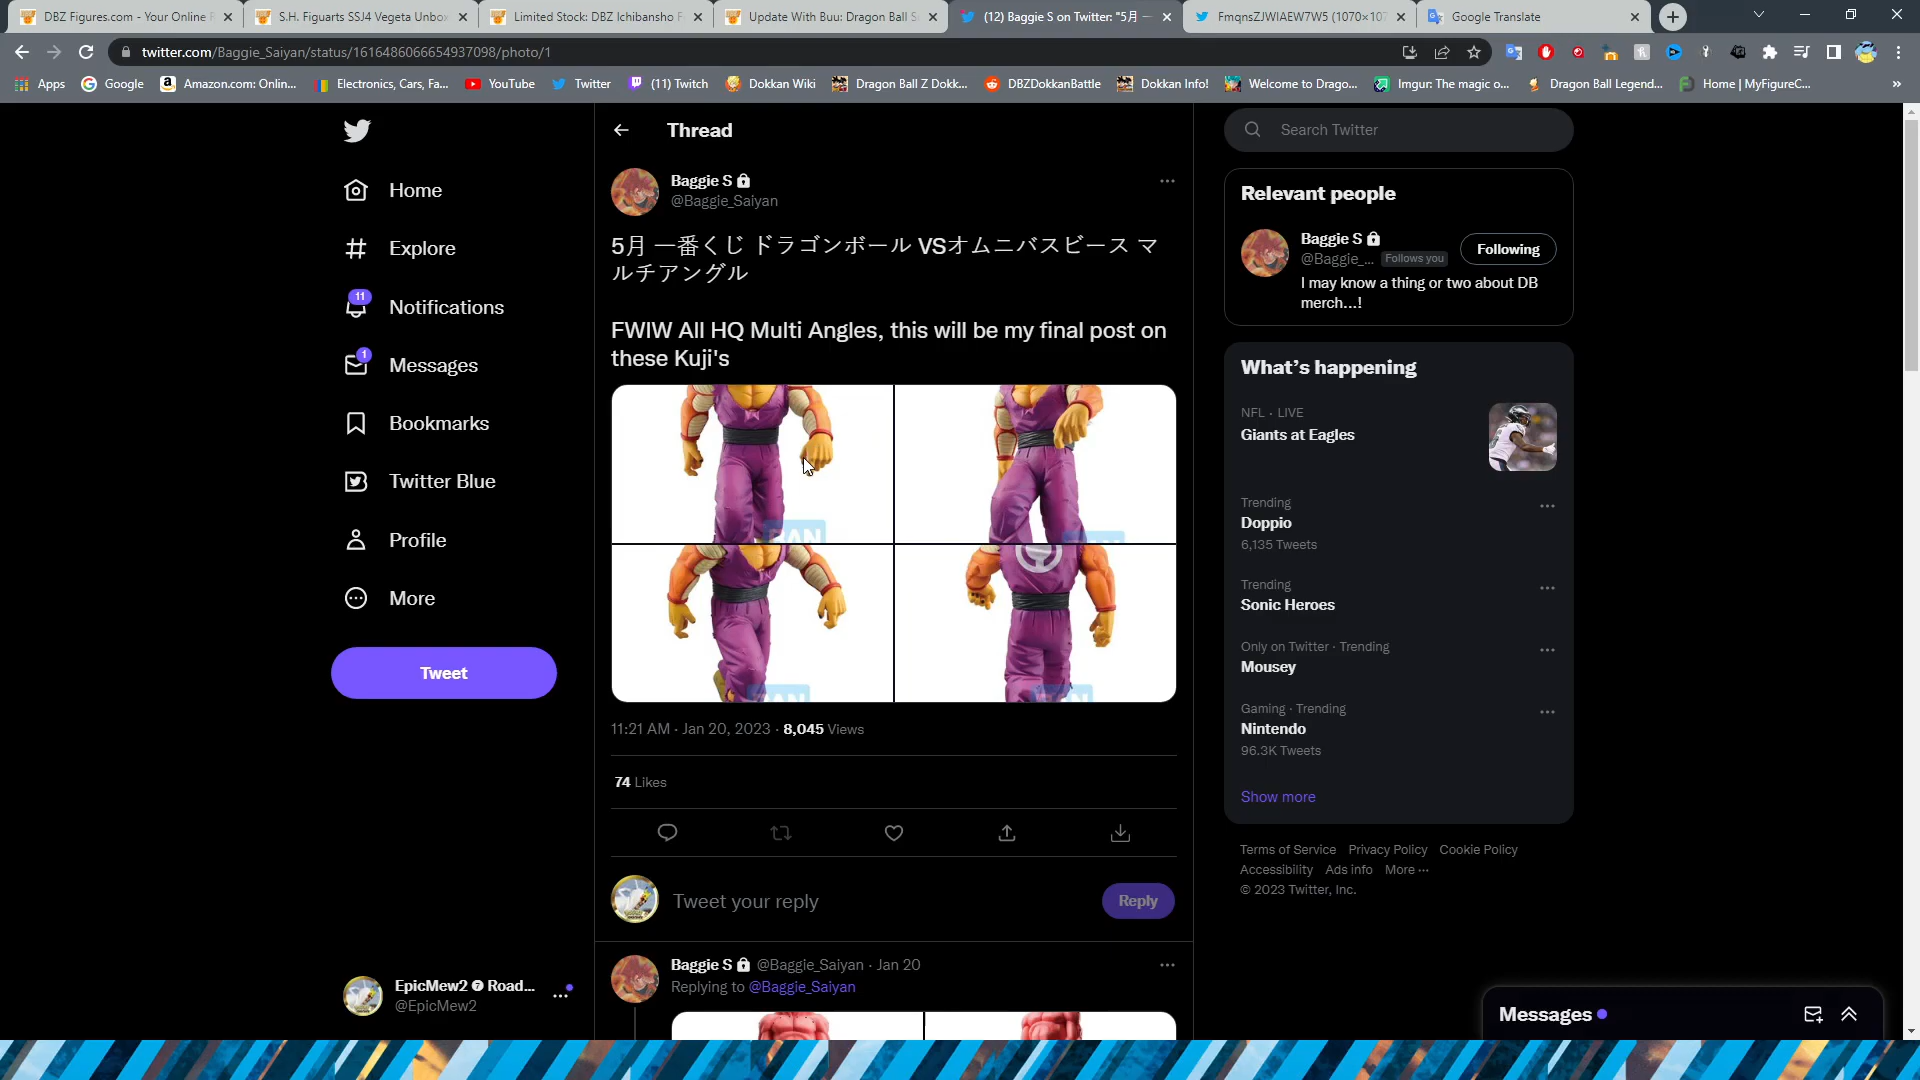 DBZ Figures.com - Your Online F
S.H. Figuarts SSJ4 Vegeta Unbo
Limited Stock: DBZ Ichibansho F
Update With Buu: Dragon Ball S
(12) Baggie S on Twitter: "5月 一
FmqnsZJWIAEW7W5 (1070×107
Google Translate
twitter.com/Baggie_Saiyan/status/1616486066654937098/photo/1
Apps
Google
Amazon.com: Onlin...
Electronics, Cars, Fa...
YouTube
Twitter
(11) Twitch
Dokkan Wiki
Dragon Ball Z Dokk...
DBZDokkanBattle
Dokkan Info!
Welcome to Drago...
Imgur: The magic o...
Dragon Ball Legend...
Home | MyFigureC...
»
Home
Explore
11
Notifications
1
Messages
Bookmarks
Twitter Blue
Profile
More
Tweet
EpicMew2 Road...
@EpicMew2
Thread
Baggie S
@Baggie_Saiyan
5月 一番くじ ドラゴンボール VSオムニバスビース マ
ルチアングル
FWIW All HQ Multi Angles, this will be my final post on
these Kuji's
11:21 AM · Jan 20, 2023 · 8,045 Views
74 Likes
Tweet your reply
Reply
Baggie S @Baggie_Saiyan · Jan 20
Replying to @Baggie_Saiyan
Search Twitter
Relevant people
Baggie S
@Baggie_... Follows you
Following
I may know a thing or two about DB
merch...!
What's happening
NFL · LIVE
Giants at Eagles
Trending
Doppio
6,135 Tweets
Trending
Sonic Heroes
Only on Twitter · Trending
Mousey
Gaming · Trending
Nintendo
96.3K Tweets
Show more
Terms of Service Privacy Policy Cookie Policy
Accessibility Ads info More ···
© 2023 Twitter, Inc.
Messages